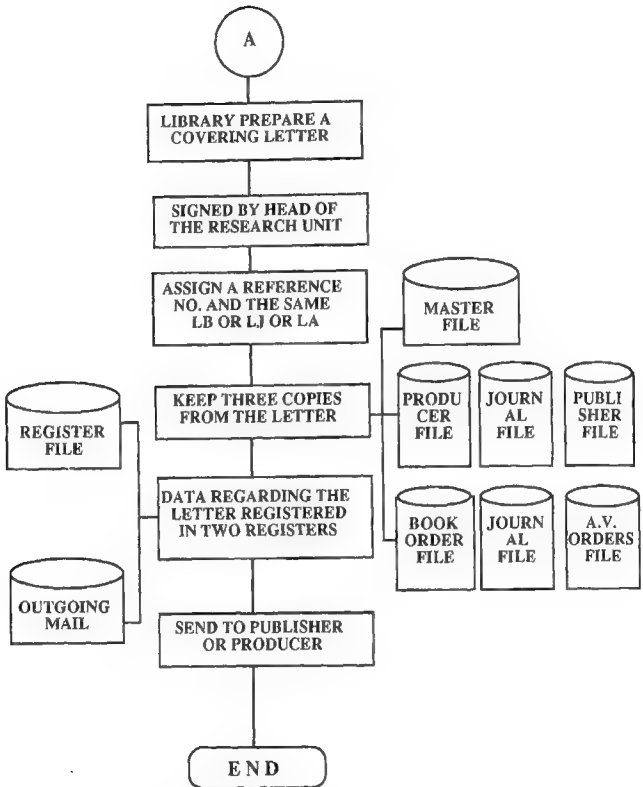 A
LIBRARY PREPARE A
COVERING LETTER
SIGNED BY HEAD OF
THE RESEARCH UNIT
ASSIGN A REFERENCE
NO. AND THE SAME
LB OR LJ OR LA
MASTER
FILE
KEEP THREE COPIES
FROM THE LETTER
PRODU
CER
FILE
JOURN
AL
FILE
PUBLI
SHER
FILE
REGISTER
FILE
DATA REGARDING THE
LETTER REGISTERED
IN TWO REGISTERS
BOOK
ORDER
FILE
JOURN
AL
FILE
A.V.
ORDERS
FILE
OUTGOING
MAIL
SEND TO PUBLISHER
OR PRODUCER
END